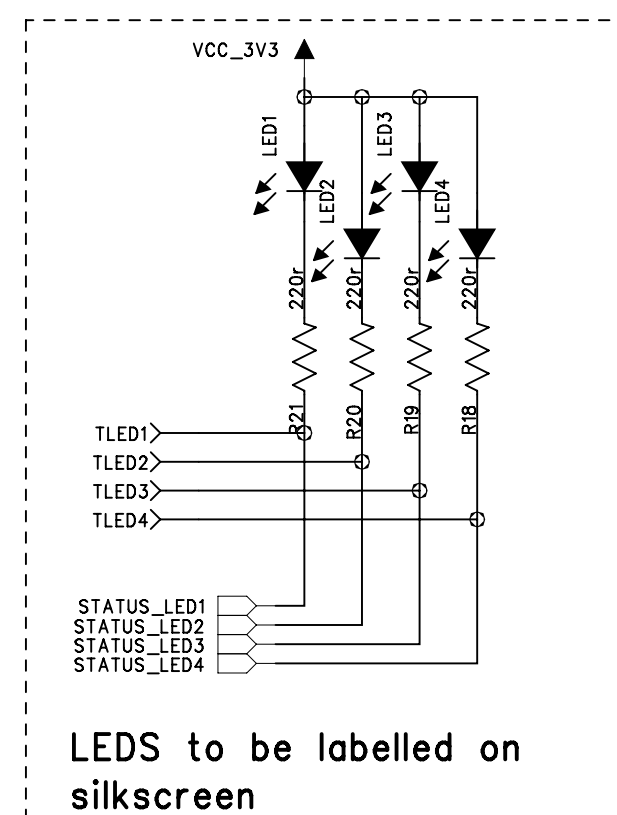 VCC_3V3
LED1
LED3
LED2
LED4
220r
220r
220r
220r
R21
R20
R19
R18
TLED1
TLED2
TLED3
TLED4
STATUS_LED1
STATUS_LED2
STATUS_LED3
STATUS_LED4
LEDS to be labelled on
silkscreen